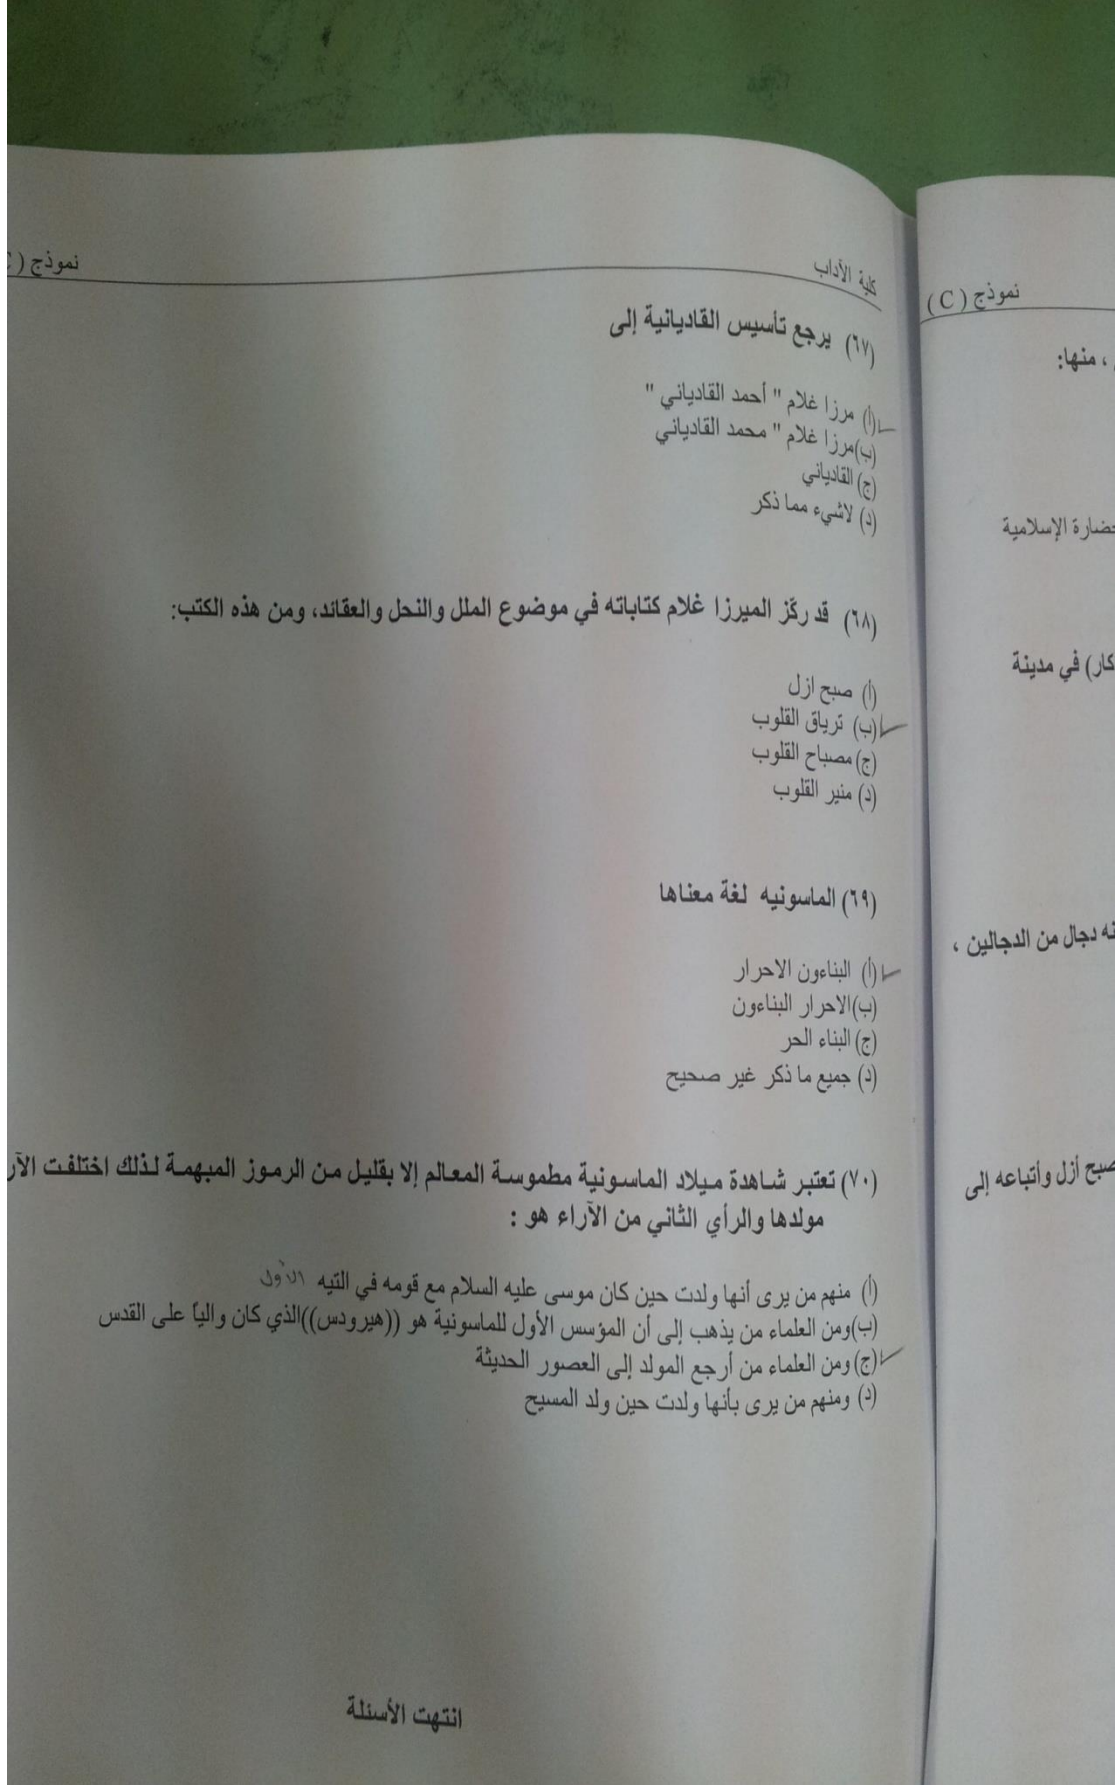 كلية الآداب
نموذج (
(٦٧) يرجع تأسيس القاديانية إلى
(أ) مرزا غلام " أحمد القادياني "
(ب)مرزا غلام " محمد القادياني
(ج) القادياني
(د) لاشيء مما ذكر
(٦٨) قد ركّز الميرزا غلام كتاباته في موضوع الملل والنحل والعقائد، ومن هذه الكتب:
(أ) صبح ازل
(ب) ترياق القلوب
(ج) مصباح القلوب
(د) منير القلوب
(٦٩) الماسونيه لغة معناها
(أ) البناءون الاحرار
(ب)الاحرار البناءون
(ج) البناء الحر
(د) جميع ما ذكر غير صحيح
(٧٠) تعتبر شاهدة ميلاد الماسونية مطموسة المعالم إلا بقليل من الرموز المبهمة لذلك اختلفت الآر
مولدها والرأي الثاني من الآراء هو :
(أ) منهم من يرى أنها ولدت حين كان موسى عليه السلام مع قومه في التيه الأول
(ب)ومن العلماء من يذهب إلى أن المؤسس الأول للماسونية هو ((هيرودس))الذي كان والياً على القدس
(ج) ومن العلماء من أرجع المولد إلى العصور الحديثة
(د) ومنهم من يرى بأنها ولدت حين ولد المسيح
انتهت الأسئلة
نموذج ( C )
، منها:
حضارة الإسلامية
كار) في مدينة
نه دجال من الدجالين ،
صبح أزل وأتباعه إلى